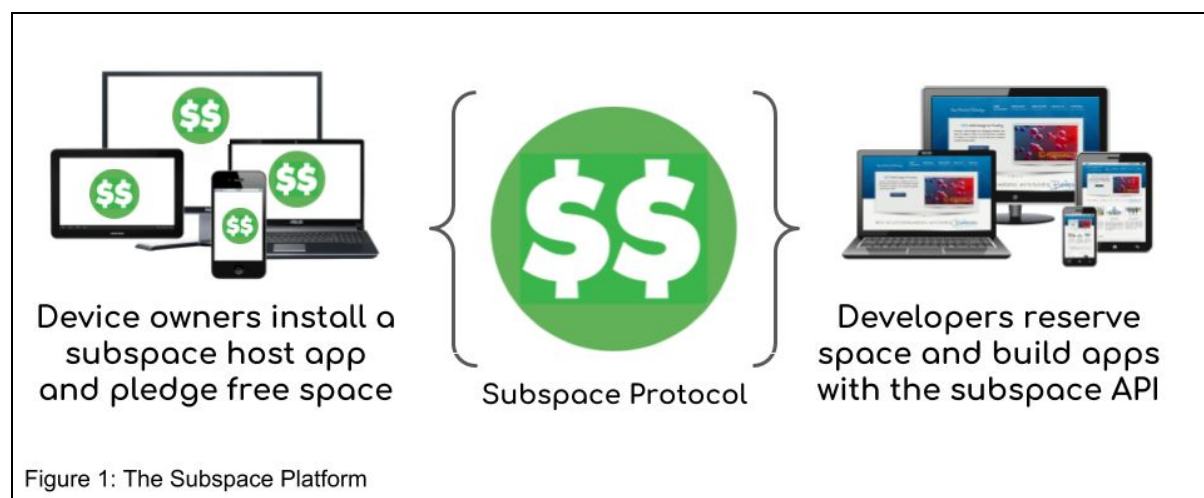 $$
$$
$$
$$
$$
Device owners install a
subspace host app
and pledge free space
Subspace Protocol
Developers reserve
space and build apps
with the subspace API
Figure 1: The Subspace Platform